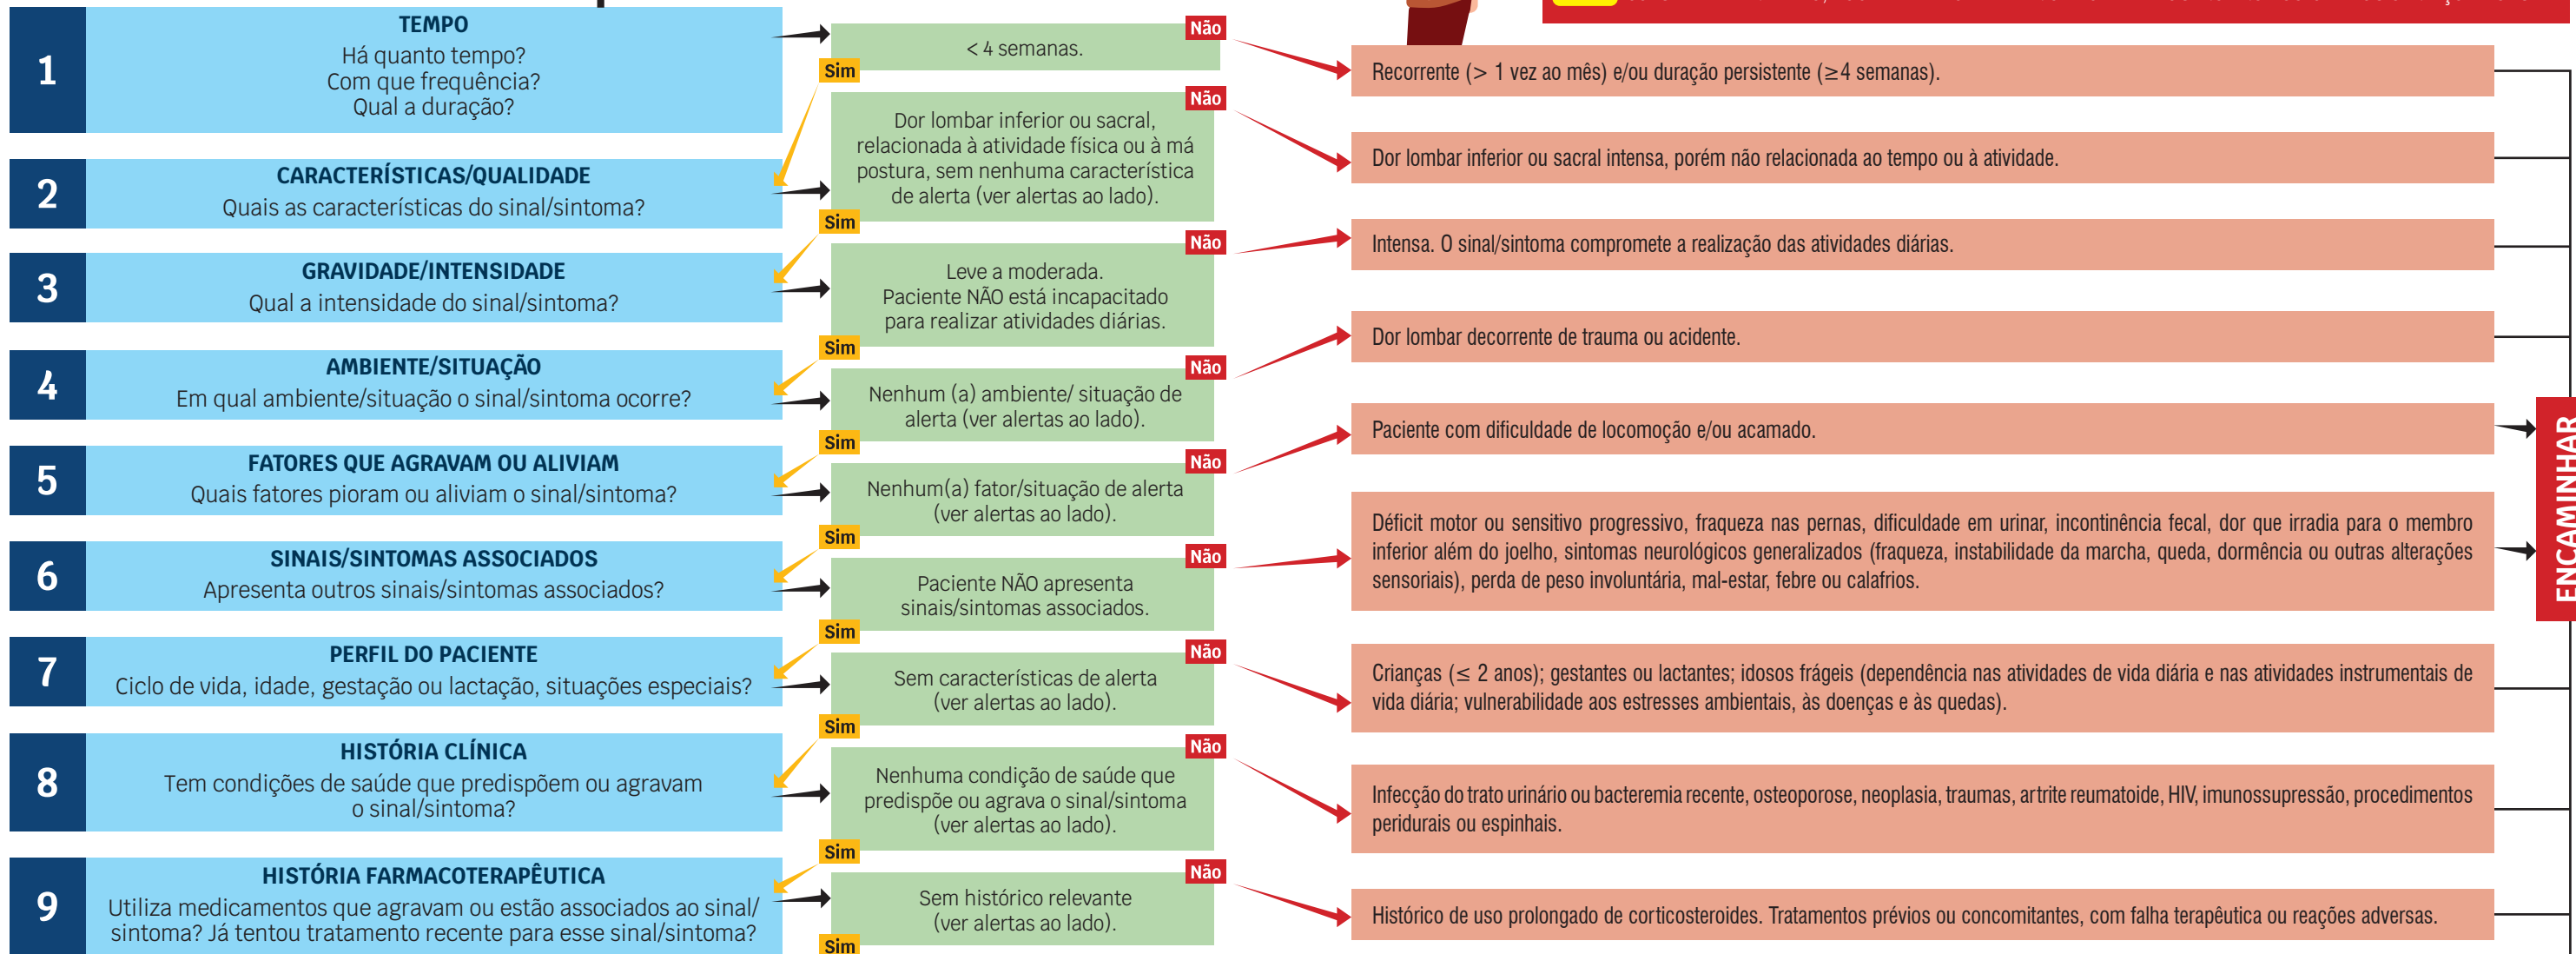 1
TEMPO
Há quanto tempo?
Com que frequência?
Qual a duração?
< 4 semanas.
Não
Sim
Recorrente (> 1 vez ao mês) e/ou duração persistente (≥4 semanas).
2
CARACTERÍSTICAS/QUALIDADE
Quais as características do sinal/sintoma?
Dor lombar inferior ou sacral,
relacionada à atividade física ou à má
postura, sem nenhuma característica
de alerta (ver alertas ao lado).
Não
Sim
Dor lombar inferior ou sacral intensa, porém não relacionada ao tempo ou à atividade.
3
GRAVIDADE/INTENSIDADE
Qual a intensidade do sinal/sintoma?
Leve a moderada.
Paciente NÃO está incapacitado
para realizar atividades diárias.
Não
Sim
Intensa. O sinal/sintoma compromete a realização das atividades diárias.
4
AMBIENTE/SITUAÇÃO
Em qual ambiente/situação o sinal/sintoma ocorre?
Nenhum (a) ambiente/ situação de
alerta (ver alertas ao lado).
Não
Sim
Dor lombar decorrente de trauma ou acidente.
5
FATORES QUE AGRAVAM OU ALIVIAM
Quais fatores pioram ou aliviam o sinal/sintoma?
Nenhum(a) fator/situação de alerta
(ver alertas ao lado).
Não
Sim
Paciente com dificuldade de locomoção e/ou acamado.
6
SINAIS/SINTOMAS ASSOCIADOS
Apresenta outros sinais/sintomas associados?
Paciente NÃO apresenta
sinais/sintomas associados.
Não
Sim
Déficit motor ou sensitivo progressivo, fraqueza nas pernas, dificuldade em urinar, incontinência fecal, dor que irradia para o membro
inferior além do joelho, sintomas neurológicos generalizados (fraqueza, instabilidade da marcha, queda, dormência ou outras alterações
sensoriais), perda de peso involuntária, mal-estar, febre ou calafrios.
7
PERFIL DO PACIENTE
Ciclo de vida, idade, gestação ou lactação, situações especiais?
Sem características de alerta
(ver alertas ao lado).
Não
Sim
Crianças (≤ 2 anos); gestantes ou lactantes; idosos frágeis (dependência nas atividades de vida diária e nas atividades instrumentais de
vida diária; vulnerabilidade aos estresses ambientais, às doenças e às quedas).
8
HISTÓRIA CLÍNICA
Tem condições de saúde que predispõem ou agravam
o sinal/sintoma?
Nenhuma condição de saúde que
predispõe ou agrava o sinal/sintoma
(ver alertas ao lado).
Não
Sim
Infecção do trato urinário ou bacteremia recente, osteoporose, neoplasia, traumas, artrite reumatoide, HIV, imunossupressão, procedimentos
peridurais ou espinhais.
9
HISTÓRIA FARMACOTERAPÊUTICA
Utiliza medicamentos que agravam ou estão associados ao sinal/
sintoma? Já tentou tratamento recente para esse sinal/sintoma?
Sem histórico relevante
(ver alertas ao lado).
Não
Sim
Histórico de uso prolongado de corticosteroides. Tratamentos prévios ou concomitantes, com falha terapêutica ou reações adversas.
ENCAMINHAR